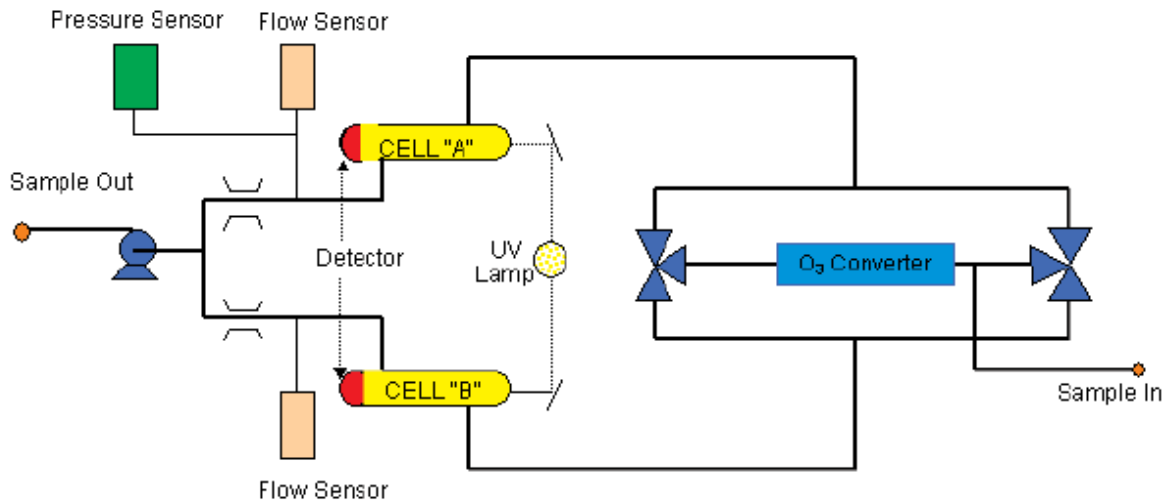 Pressure Sensor
Flow Sensor
CELL "A"
Sample Out
Detector
UV
Lamp
O₃ Converter
CELL "B"
Sample In
Flow Sensor